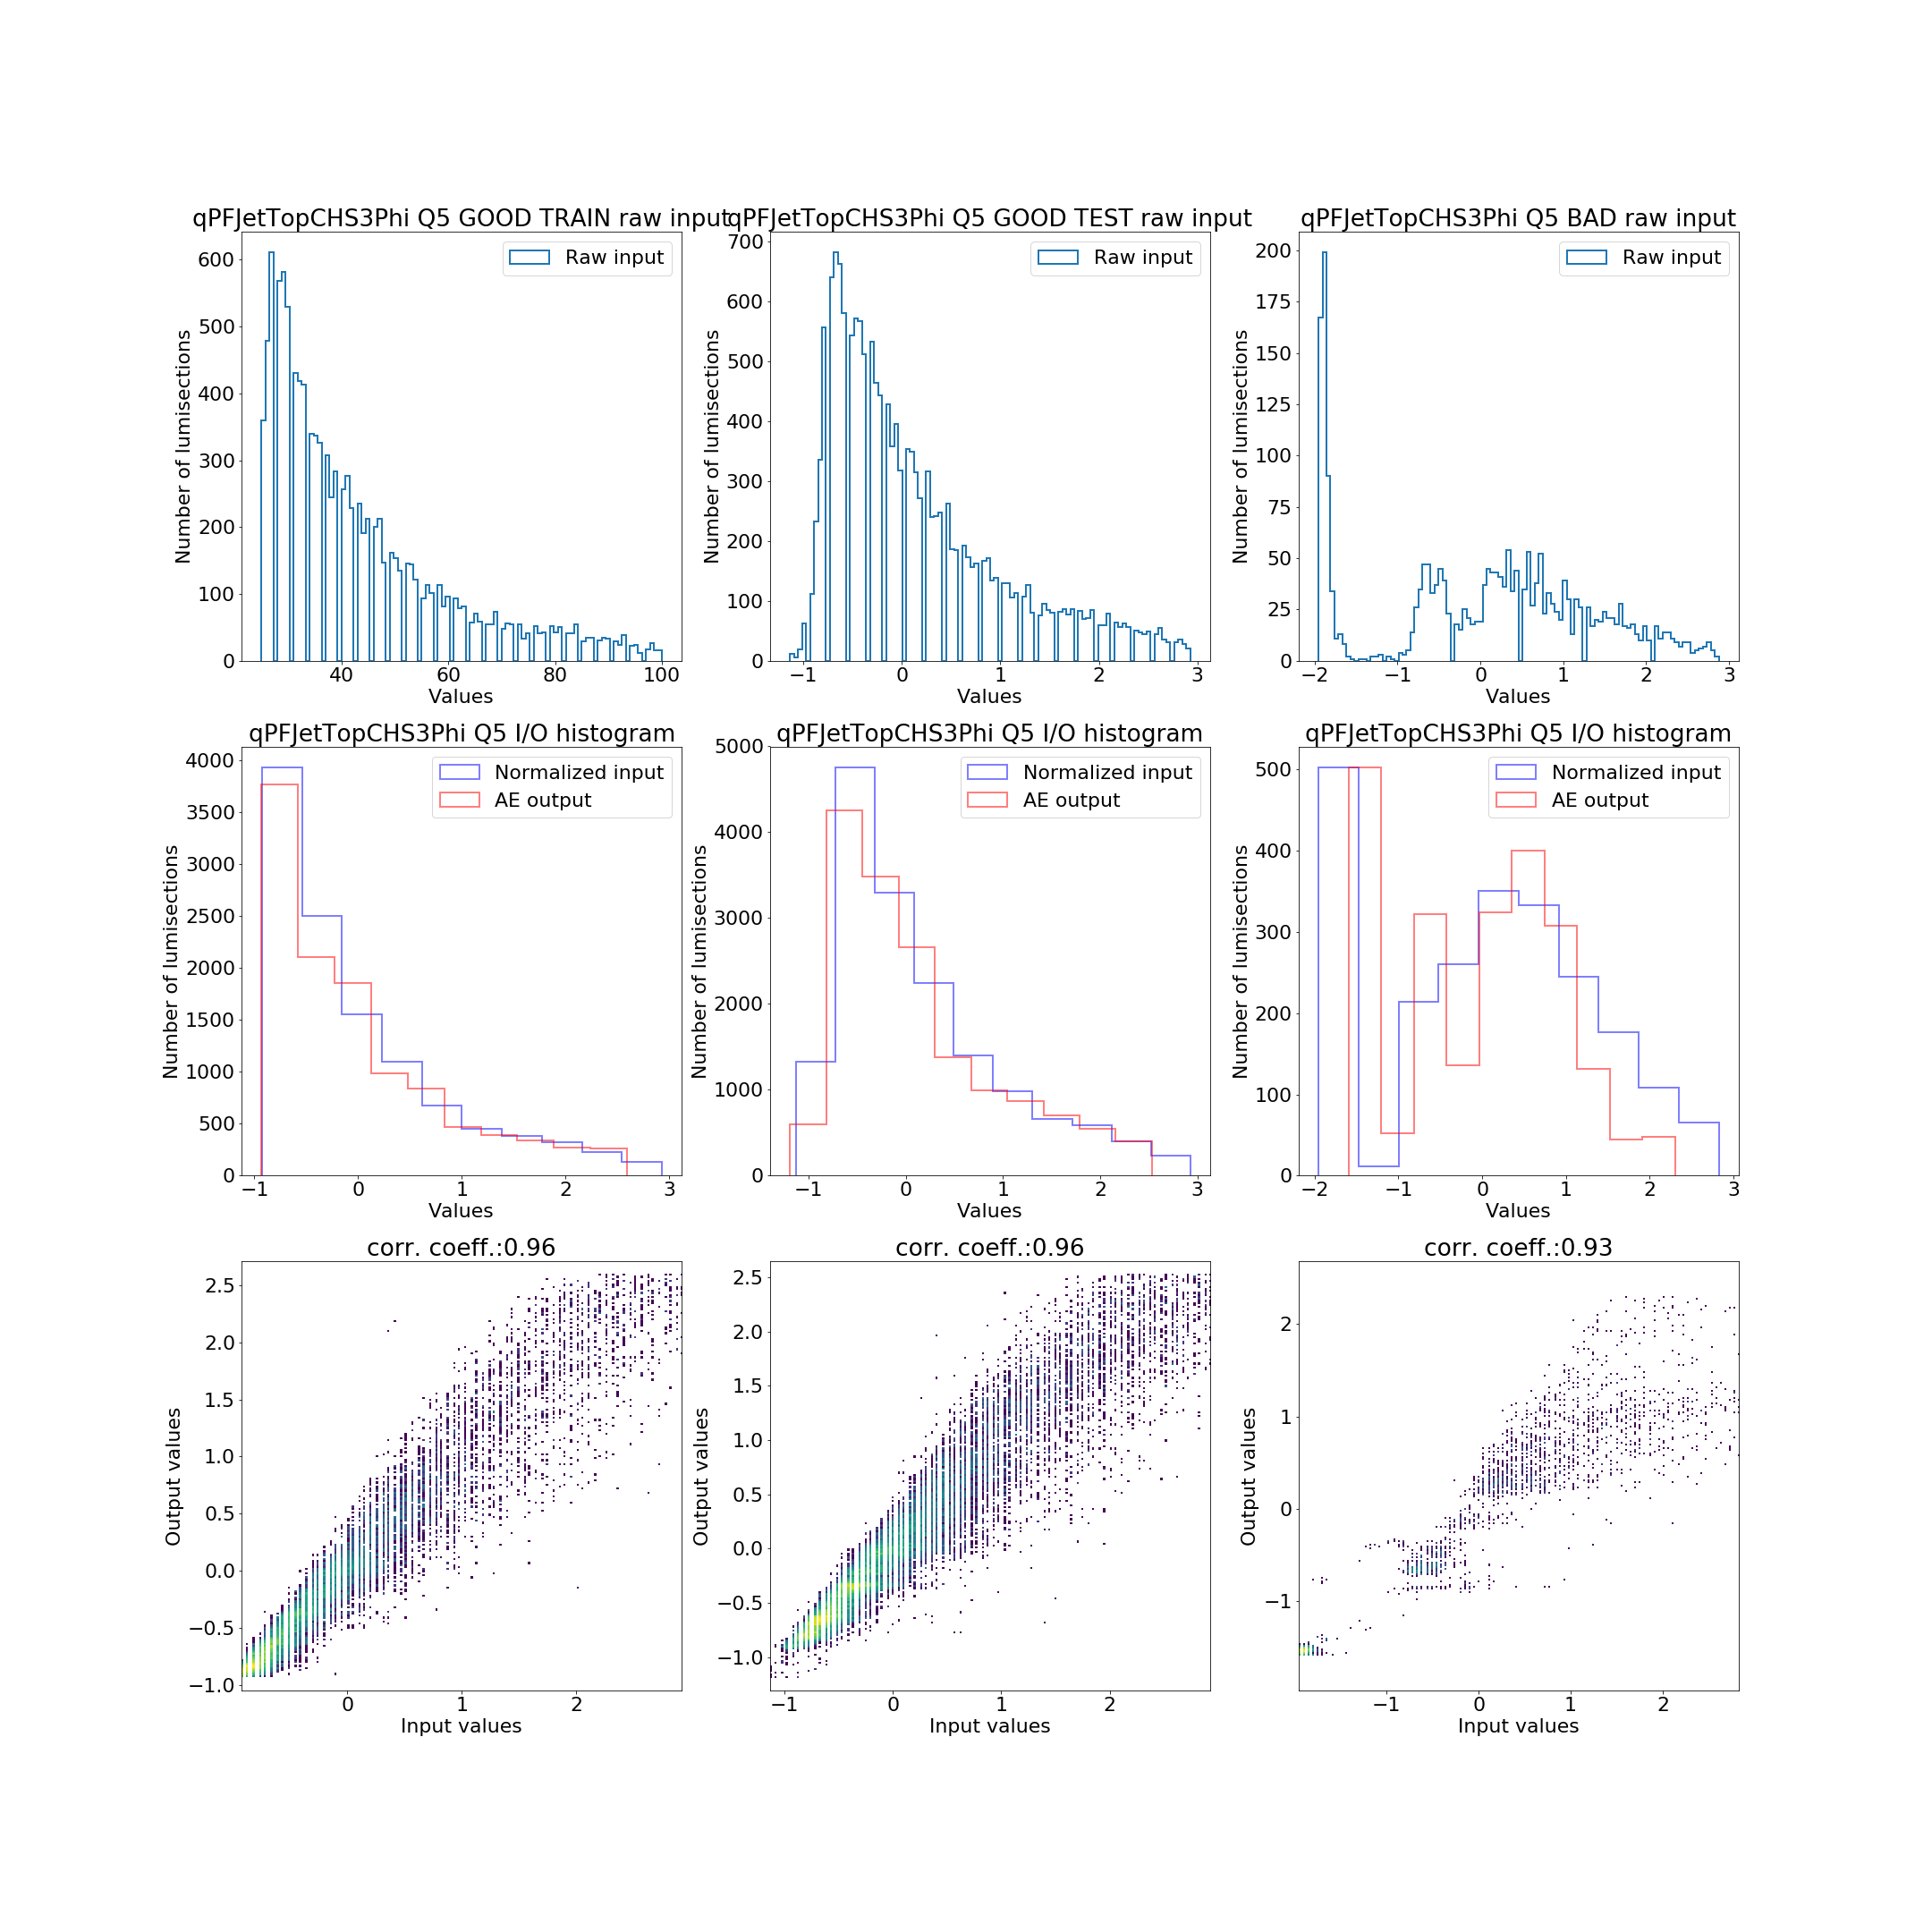 qPFJetTopCHS3Phi Q5 GOOD TRAIN raw input
Raw input
600
500
400
300
200
100
0
40
60
80
100
Number of lumisections
Values
qPFJetTopCHS3Phi Q5 GOOD TEST raw input
Raw input
700
600
500
400
300
200
100
0
−1
0
1
2
3
Number of lumisections
Values
qPFJetTopCHS3Phi Q5 BAD raw input
Raw input
200
175
150
125
100
75
50
25
0
−2
−1
0
1
2
3
Number of lumisections
Values
qPFJetTopCHS3Phi Q5 I/O histogram
Normalized input
AE output
4000
3500
3000
2500
2000
1500
1000
500
0
−1
0
1
2
3
Number of lumisections
Values
qPFJetTopCHS3Phi Q5 I/O histogram
Normalized input
AE output
5000
4000
3000
2000
1000
0
−1
0
1
2
3
Number of lumisections
Values
qPFJetTopCHS3Phi Q5 I/O histogram
Normalized input
AE output
500
400
300
200
100
0
−2
−1
0
1
2
3
Number of lumisections
Values
corr. coeff.:0.96
2.5
2.0
1.5
1.0
0.5
0.0
−0.5
−1.0
0
1
2
Output values
Input values
corr. coeff.:0.96
2.5
2.0
1.5
1.0
0.5
0.0
−0.5
−1.0
−1
0
1
2
Output values
Input values
corr. coeff.:0.93
2
1
0
−1
−1
0
1
2
Output values
Input values